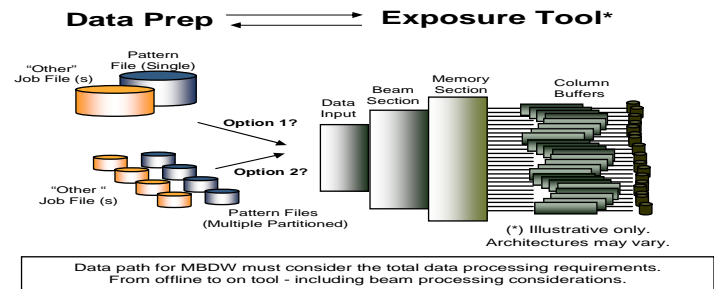 Data Prep
Exposure Tool*
Pattern
File (Single)
"Other"
Job File (s)
Option 1?
Option 2?
"Other "
Job File (s)
Pattern Files
(Multiple Partitioned)
Data
Input
Beam
Section
Memory
Section
Column
Buffers
(*) Illustrative only.
Architectures may vary.
Data path for MBDW must consider the total data processing requirements.
From offline to on tool - including beam processing considerations.